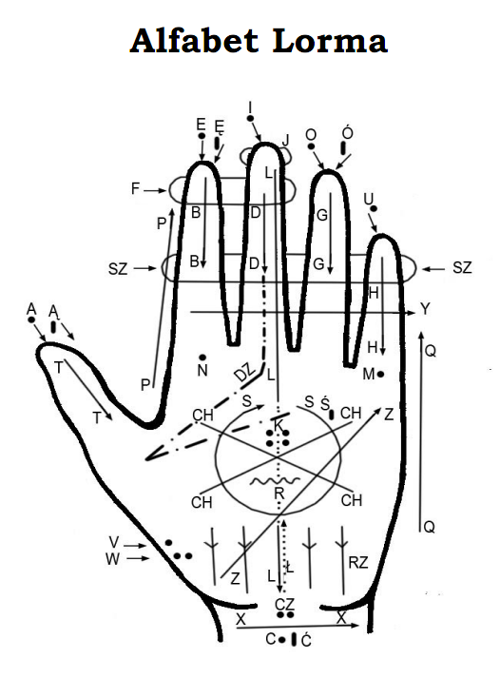 Alfabet Lorma
I
E Ę O Ó
J
L
F U
P B D G
SZ B D G SZ
H
Y
A Ą
T N DZ L H Q
P M
T CH S S Ś CH Z
K
R
CH CH
Q
V
W Z L Ł RZ
CZ
X X
C Ć